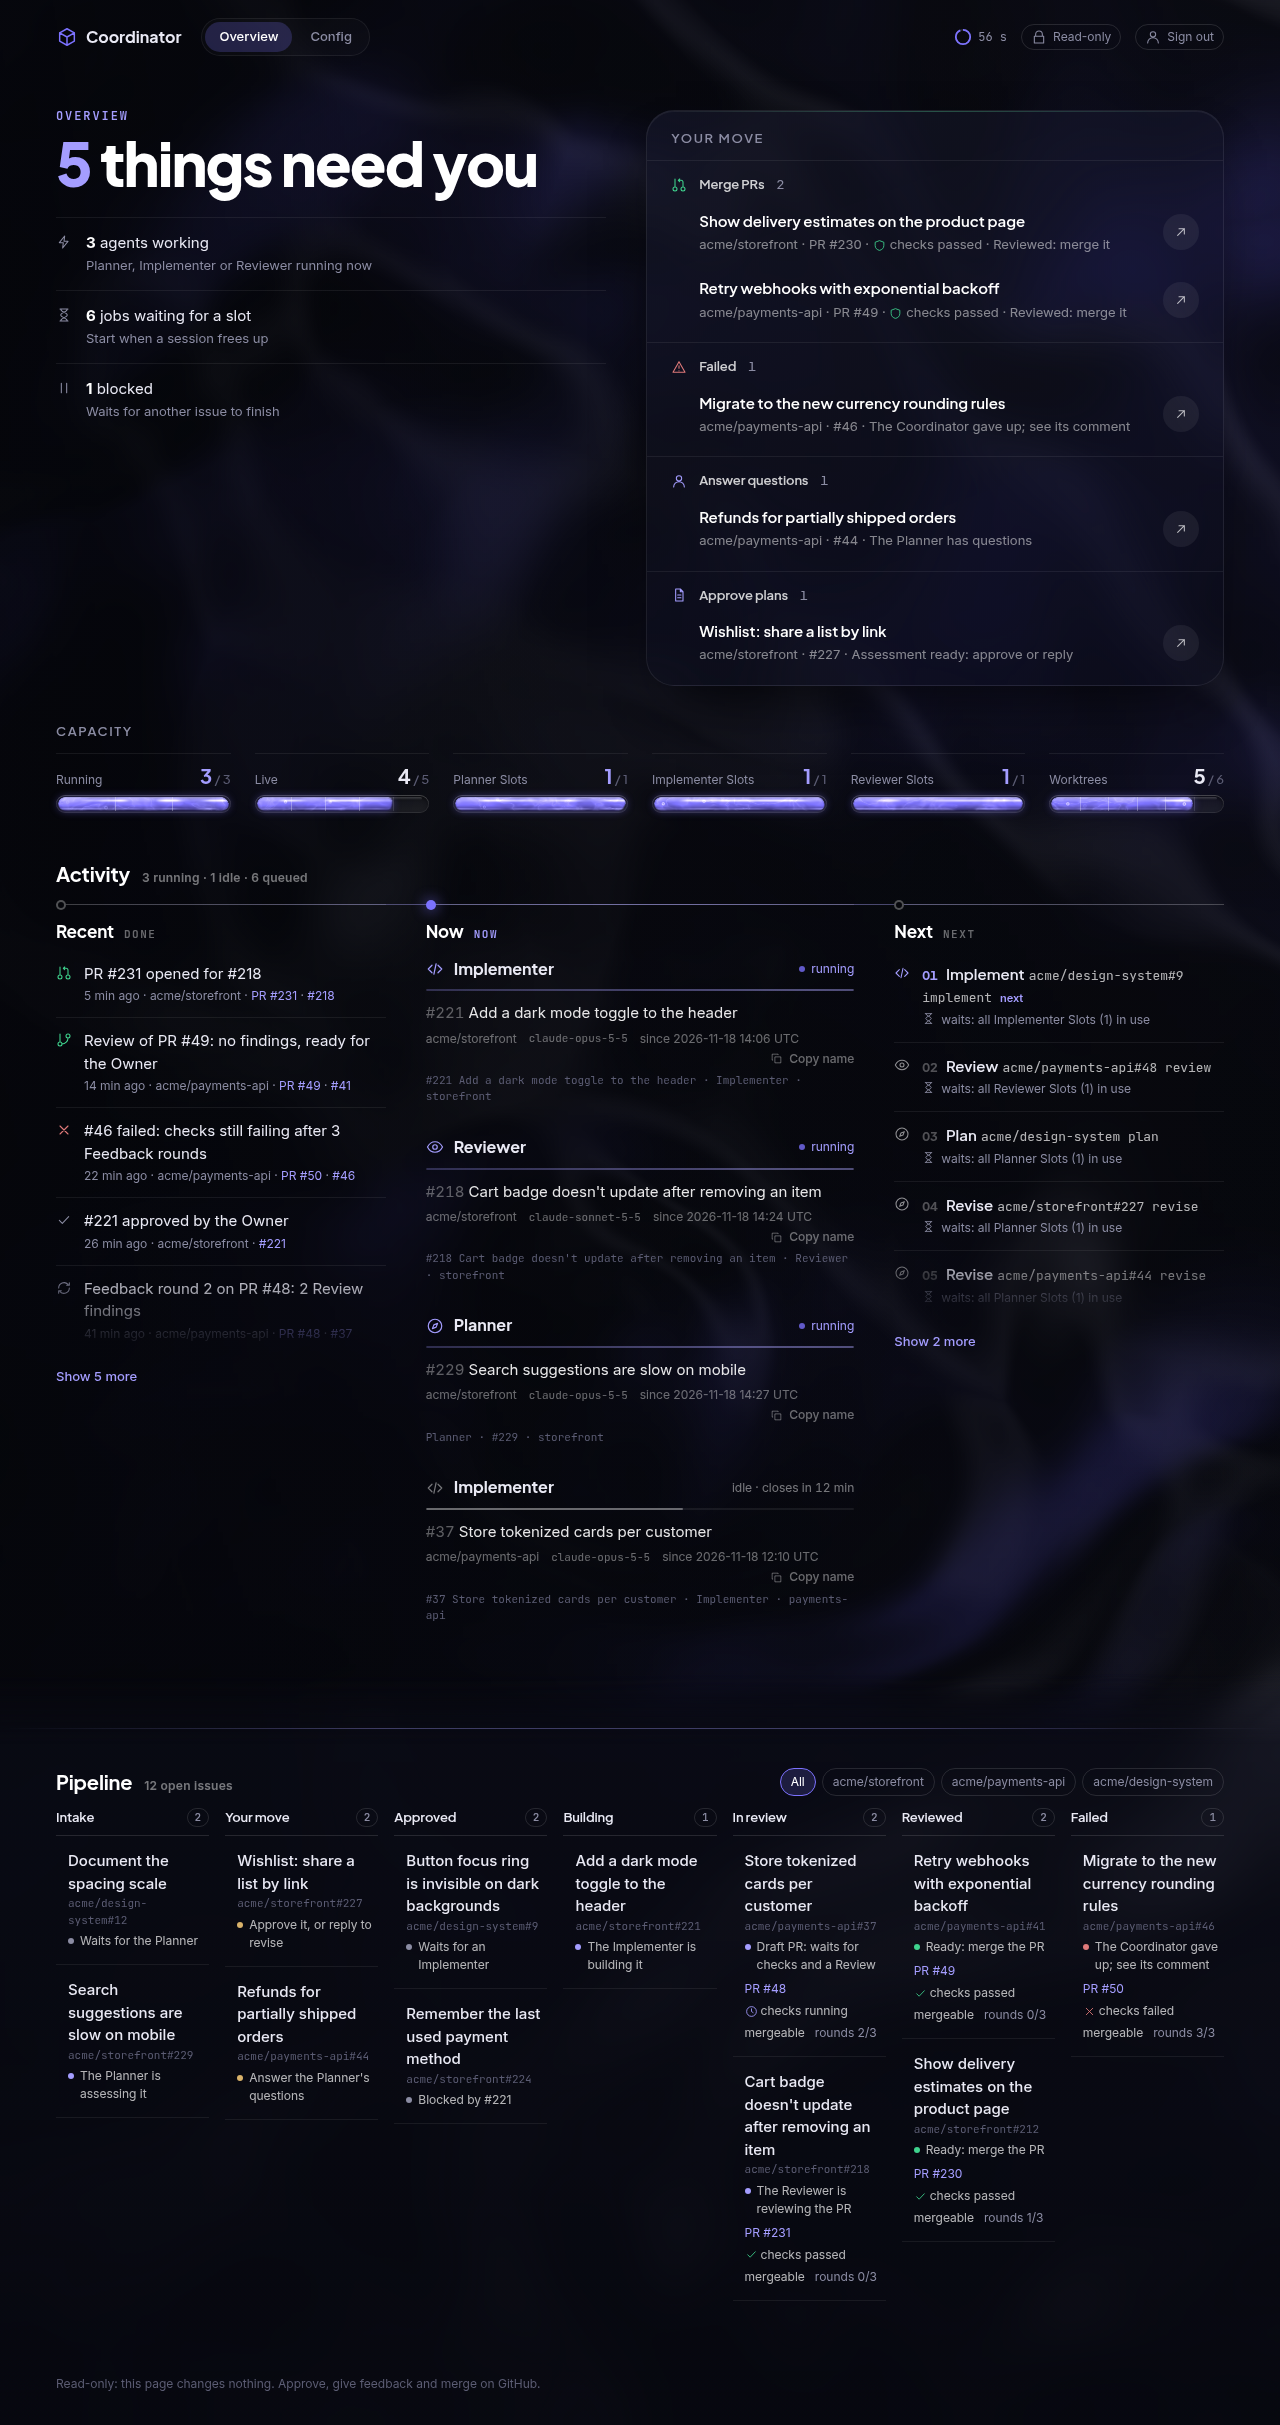 Coordinator
Overview
Config
56 s
Read-only
Sign out
OVERVIEW
5 things need you
3 agents working
Planner, Implementer or Reviewer running now
6 jobs waiting for a slot
Start when a session frees up
1 blocked
Waits for another issue to finish
YOUR MOVE
Merge PRs 2
Show delivery estimates on the product page
acme/storefront · PR #230 · checks passed · Reviewed: merge it
Retry webhooks with exponential backoff
acme/payments-api · PR #49 · checks passed · Reviewed: merge it
Failed 1
Migrate to the new currency rounding rules
acme/payments-api · #46 · The Coordinator gave up; see its comment
Answer questions 1
Refunds for partially shipped orders
acme/payments-api · #44 · The Planner has questions
Approve plans 1
Wishlist: share a list by link
acme/storefront · #227 · Assessment ready: approve or reply
CAPACITY
Running 3 / 3
Live 4 / 5
Planner Slots 1 / 1
Implementer Slots 1 / 1
Reviewer Slots 1 / 1
Worktrees 5 / 6
Activity 3 running · 1 idle · 6 queued
Recent DONE
PR #231 opened for #218
5 min ago · acme/storefront · PR #231 · #218
Review of PR #49: no findings, ready for
the Owner
14 min ago · acme/payments-api · PR #49 · #41
#46 failed: checks still failing after 3
Feedback rounds
22 min ago · acme/payments-api · PR #50 · #46
#221 approved by the Owner
26 min ago · acme/storefront · #221
Feedback round 2 on PR #48: 2 Review
findings
41 min ago · acme/payments-api · PR #48 · #37
Show 5 more
Now NOW
Implementer running
#221 Add a dark mode toggle to the header
acme/storefront claude-opus-5-5 since 2026-11-18 14:06 UTC
Copy name
#221 Add a dark mode toggle to the header · Implementer ·
storefront
Reviewer running
#218 Cart badge doesn't update after removing an item
acme/storefront claude-sonnet-5-5 since 2026-11-18 14:24 UTC
Copy name
#218 Cart badge doesn't update after removing an item · Reviewer
· storefront
Planner running
#229 Search suggestions are slow on mobile
acme/storefront claude-opus-5-5 since 2026-11-18 14:27 UTC
Copy name
Planner · #229 · storefront
Implementer idle · closes in 12 min
#37 Store tokenized cards per customer
acme/payments-api claude-opus-5-5 since 2026-11-18 12:10 UTC
Copy name
#37 Store tokenized cards per customer · Implementer · payments-
api
Next NEXT
01 Implement acme/design-system#9
implement next
waits: all Implementer Slots (1) in use
02 Review acme/payments-api#48 review
waits: all Reviewer Slots (1) in use
03 Plan acme/design-system plan
waits: all Planner Slots (1) in use
04 Revise acme/storefront#227 revise
waits: all Planner Slots (1) in use
05 Revise acme/payments-api#44 revise
waits: all Planner Slots (1) in use
Show 2 more
Pipeline 12 open issues
All
acme/storefront
acme/payments-api
acme/design-system
Intake 2
Document the
spacing scale
acme/design-
system#12
Waits for the Planner
Search
suggestions are
slow on mobile
acme/storefront#229
The Planner is
assessing it
Your move 2
Wishlist: share a
list by link
acme/storefront#227
Approve it, or reply to
revise
Refunds for
partially shipped
orders
acme/payments-api#44
Answer the Planner's
questions
Approved 2
Button focus ring
is invisible on dark
backgrounds
acme/design-system#9
Waits for an
Implementer
Remember the last
used payment
method
acme/storefront#224
Blocked by #221
Building 1
Add a dark mode
toggle to the
header
acme/storefront#221
The Implementer is
building it
In review 2
Store tokenized
cards per
customer
acme/payments-api#37
Draft PR: waits for
checks and a Review
PR #48
checks running
mergeable rounds 2/3
Cart badge
doesn't update
after removing an
item
acme/storefront#218
The Reviewer is
reviewing the PR
PR #231
checks passed
mergeable rounds 0/3
Reviewed 2
Retry webhooks
with exponential
backoff
acme/payments-api#41
Ready: merge the PR
PR #49
checks passed
mergeable rounds 0/3
Show delivery
estimates on the
product page
acme/storefront#212
Ready: merge the PR
PR #230
checks passed
mergeable rounds 1/3
Failed 1
Migrate to the new
currency rounding
rules
acme/payments-api#46
The Coordinator gave
up; see its comment
PR #50
checks failed
mergeable rounds 3/3
Read-only: this page changes nothing. Approve, give feedback and merge on GitHub.